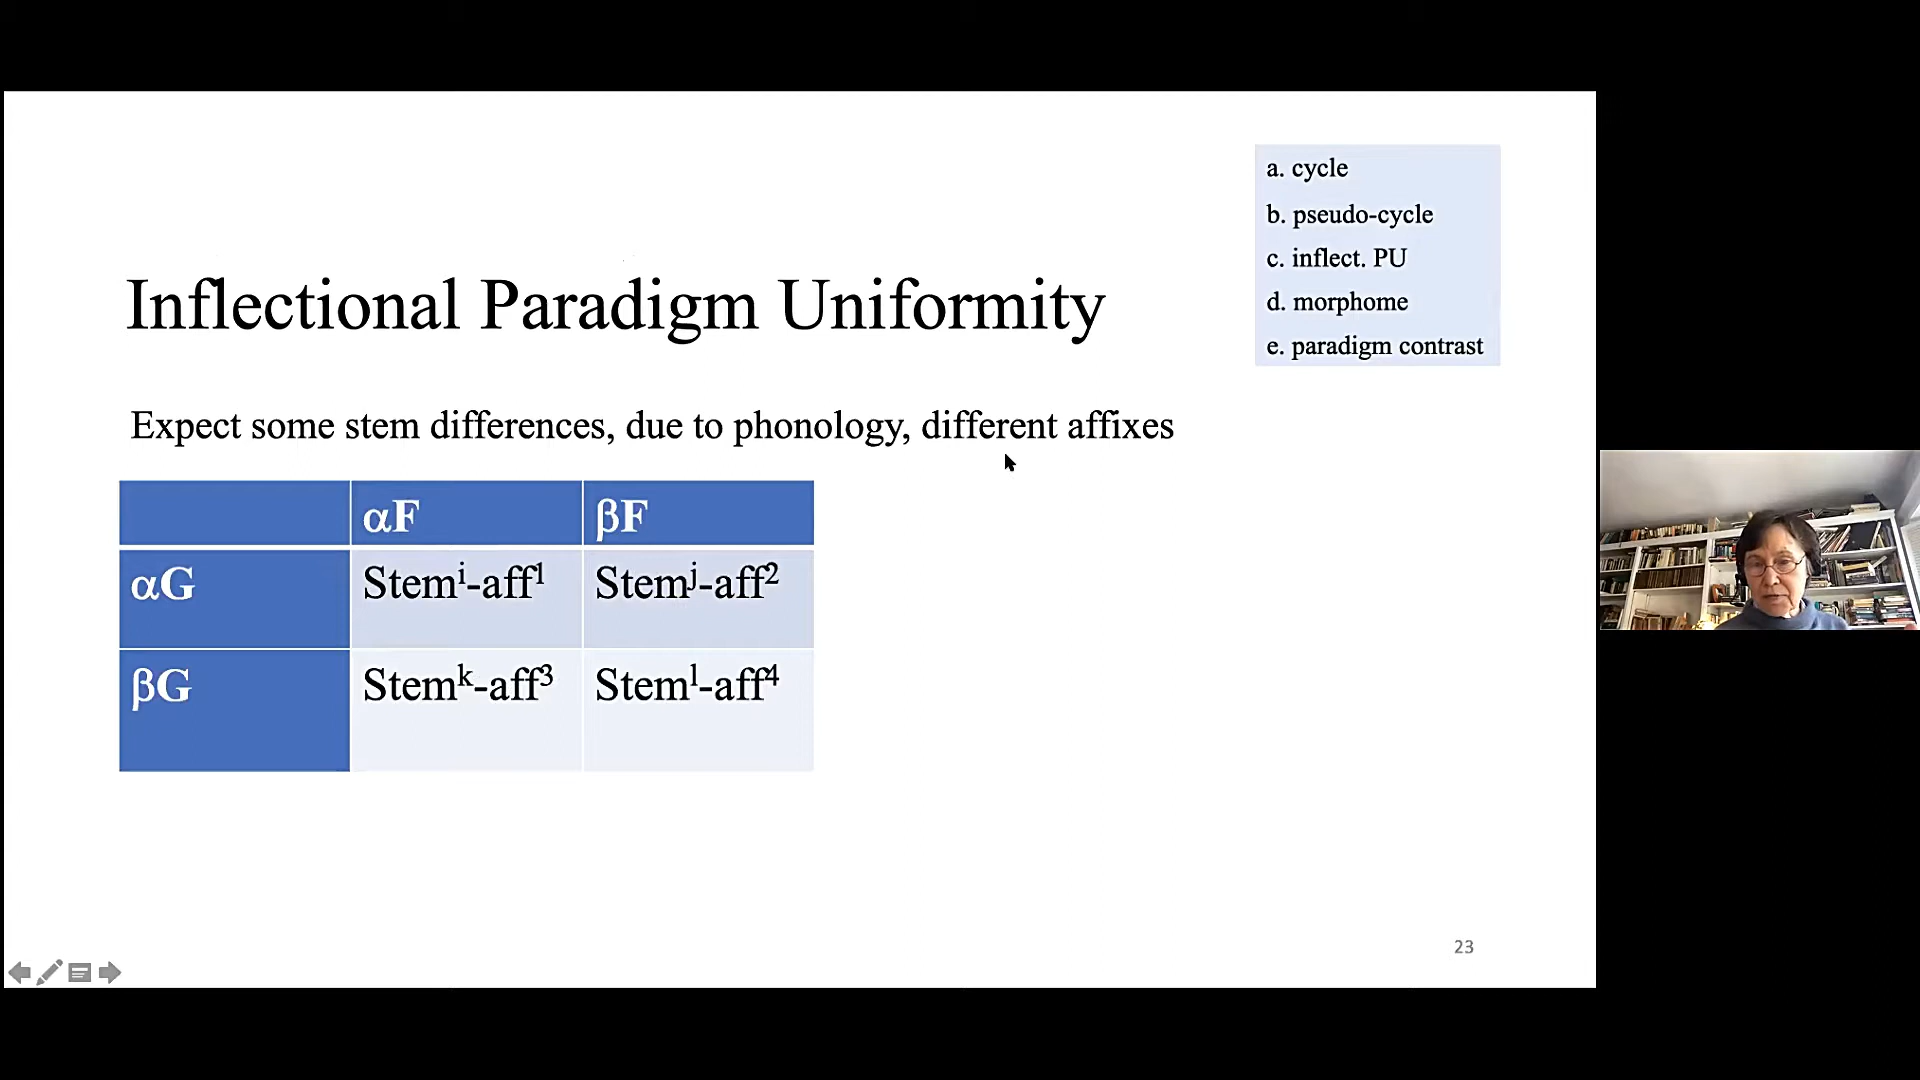 a. cycle
b. pseudo-cycle
c. inflect. PU
d. morphome
e. paradigm contrast
Inflectional Paradigm Uniformity
Expect some stem differences, due to phonology, different affixes
αF βF
αG Stemⁱ-aff¹ Stemʲ-aff²
βG Stemᵏ-aff³ Stemˡ-aff⁴
23